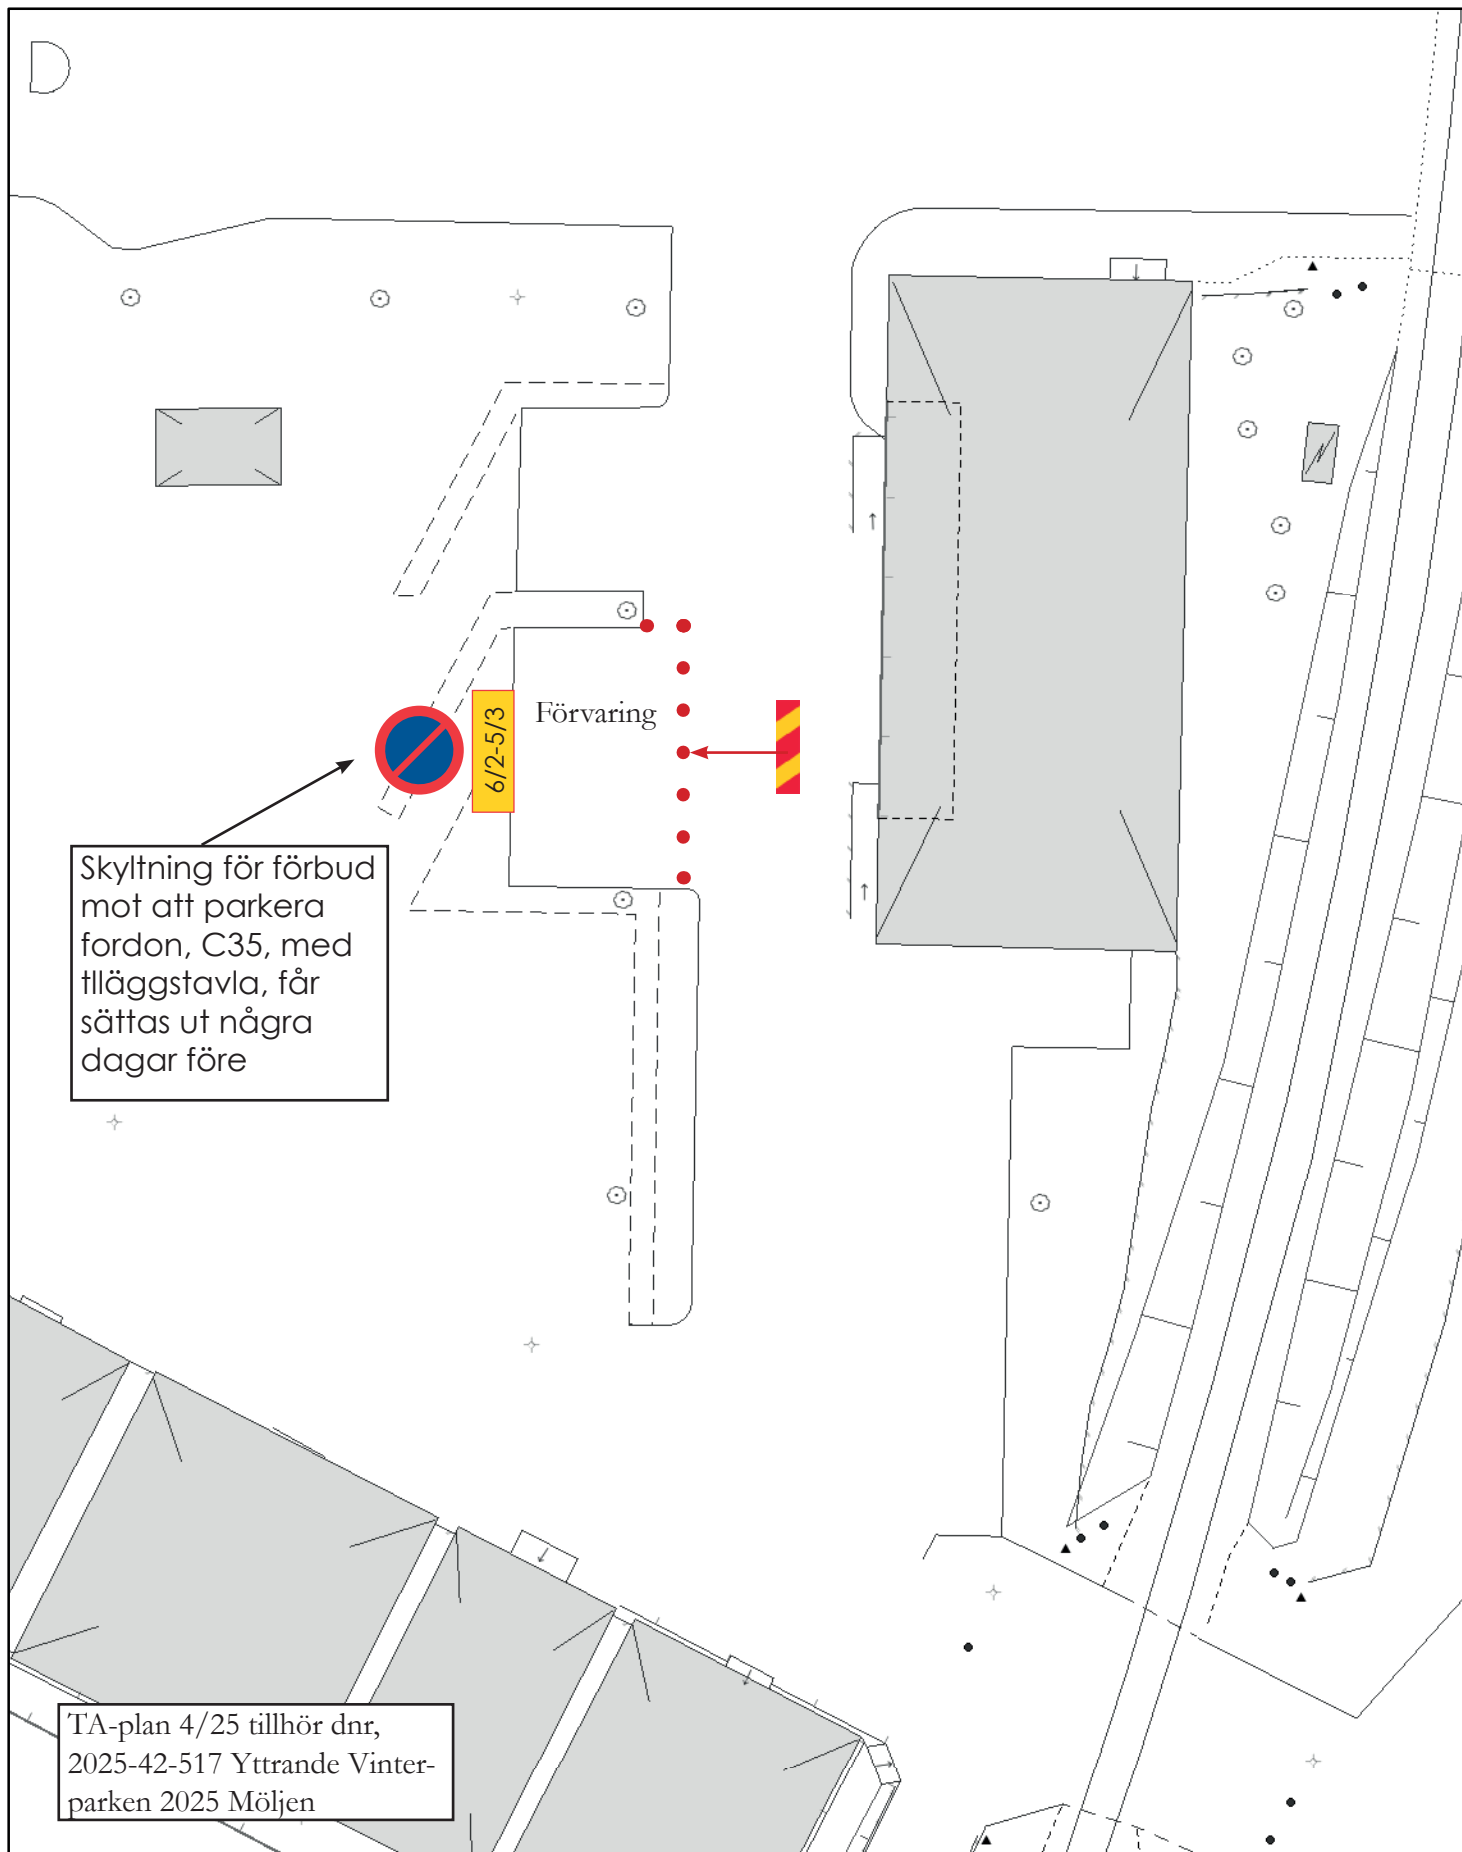 6/2-5/3
Förvaring
Skyltning för förbud
mot att parkera
fordon, C35, med
tlläggstavla, får
sättas ut några
dagar före
TA-plan 4/25 tillhör dnr,
2025-42-517 Yttrande Vinter-
parken 2025 Möljen